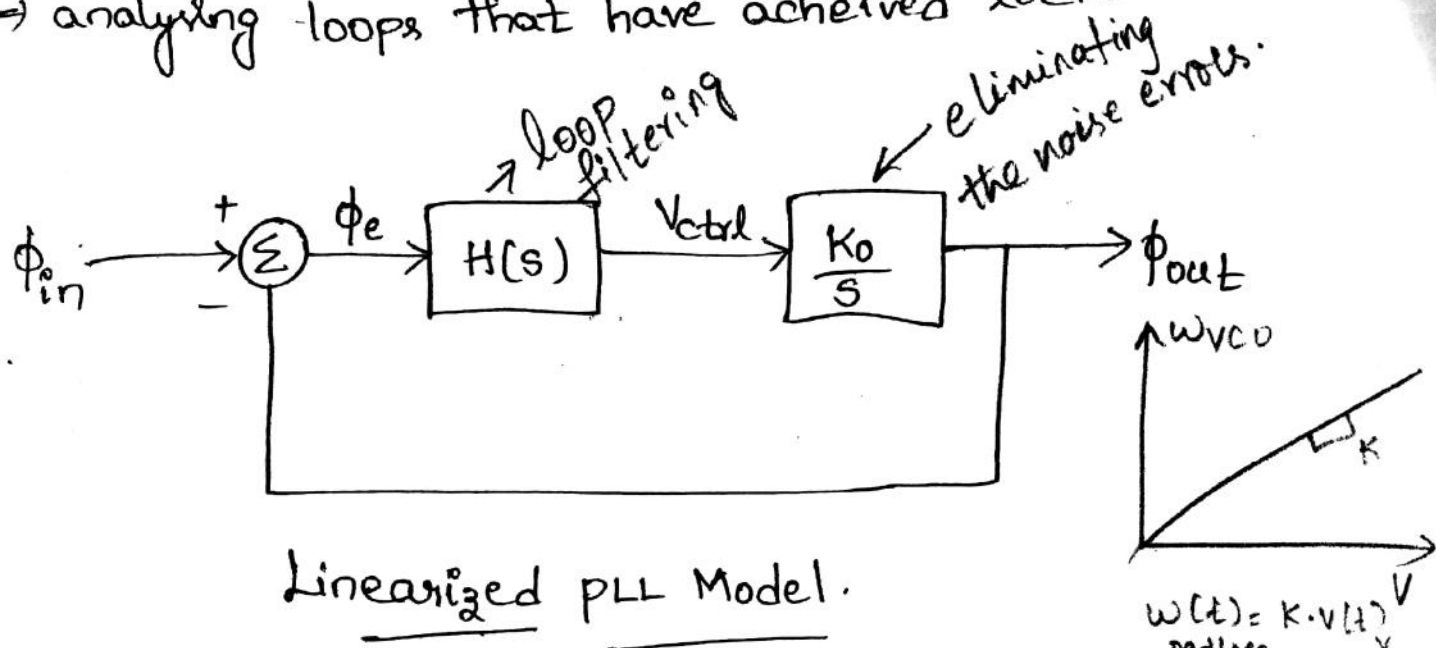 ⇒ analysing loops that have acheived
eliminating
the noise errors.
loop
filtering
+
ϕin
Σ
−
ϕe
H(S)
Vctrl
K0/S
ϕout
ωVCO
K
V
Linearized PLL Model.
ω(t) = K·V(t)